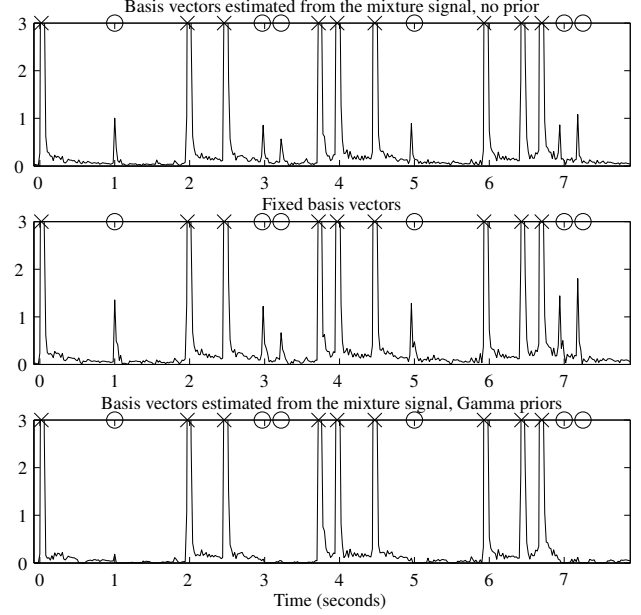 Basis vectors estimated from the mixture signal, no prior
3
2
1
0
0 1 2 3 4 5 6 7
Fixed basis vectors
3
2
1
0
0 1 2 3 4 5 6 7
Basis vectors estimated from the mixture signal, Gamma priors
3
2
1
0
0 1 2 3 4 5 6 7
Time (seconds)